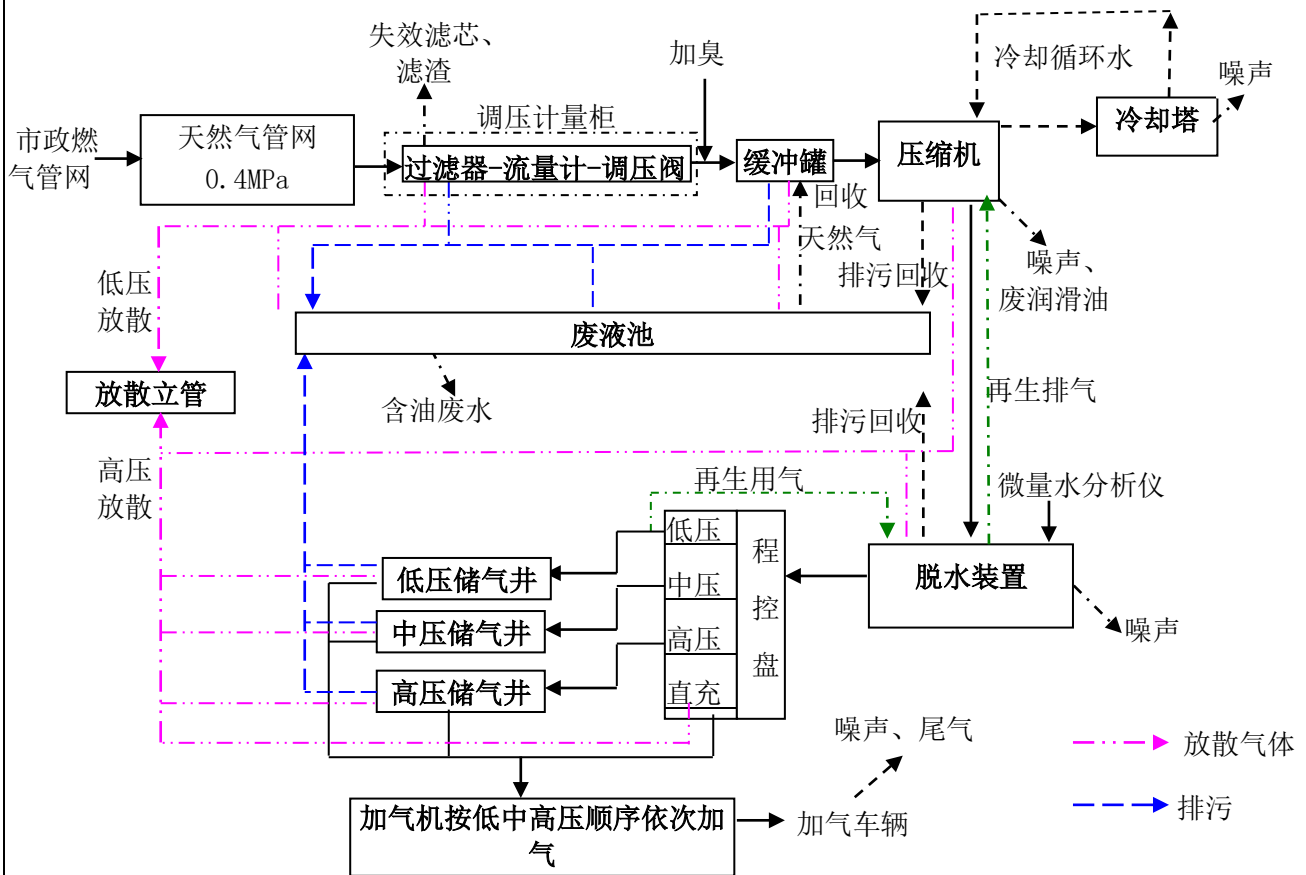 失效滤芯、
滤渣
加臭
冷却循环水
噪声
调压计量柜
市政燃
气管网
天然气管网
0.4MPa
过滤器-流量计-调压阀
缓冲罐
压缩机
冷却塔
回收
天然气
排污回收
噪声、
废润滑油
低压
放散
废液池
放散立管
含油废水
排污回收
再生排气
高压
放散
再生用气
微量水分析仪
低压
中压
高压
直充
程
控
盘
脱水装置
噪声
低压储气井
中压储气井
高压储气井
噪声、尾气
放散气体
排污
加气机按低中高压顺序依次加
气
加气车辆